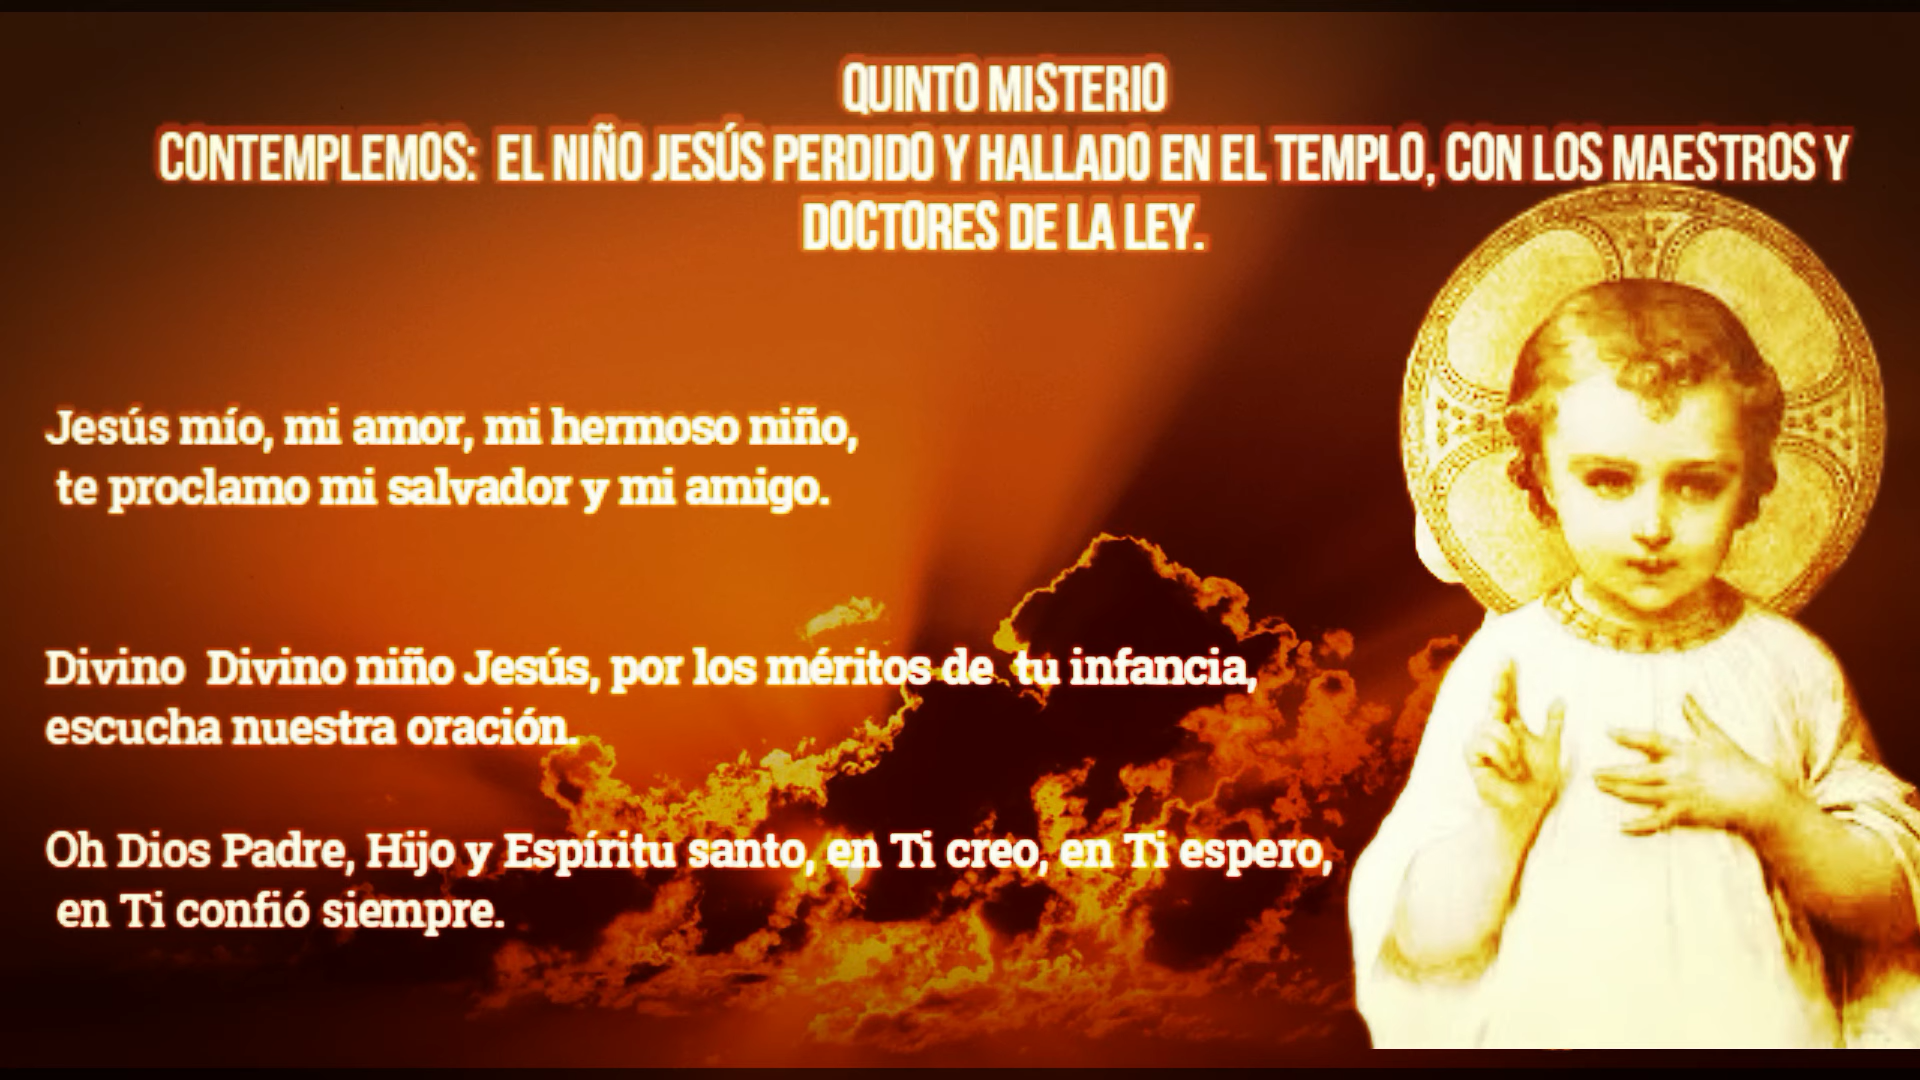 QUINTO MISTERIO
CONTEMPLEMOS: EL NIÑO JESÚS PERDIDO Y HALLADO EN EL TEMPLO, CON LOS MAESTROS Y
DOCTORES DE LA LEY.
Jesús mío, mi amor, mi hermoso niño,
te proclamo mi salvador y mi amigo.
Divino Divino niño Jesús, por los méritos de tu infancia,
escucha nuestra oración.
Oh Dios Padre, Hijo y Espíritu santo, en Ti creo, en Ti espero,
en Ti confió siempre.